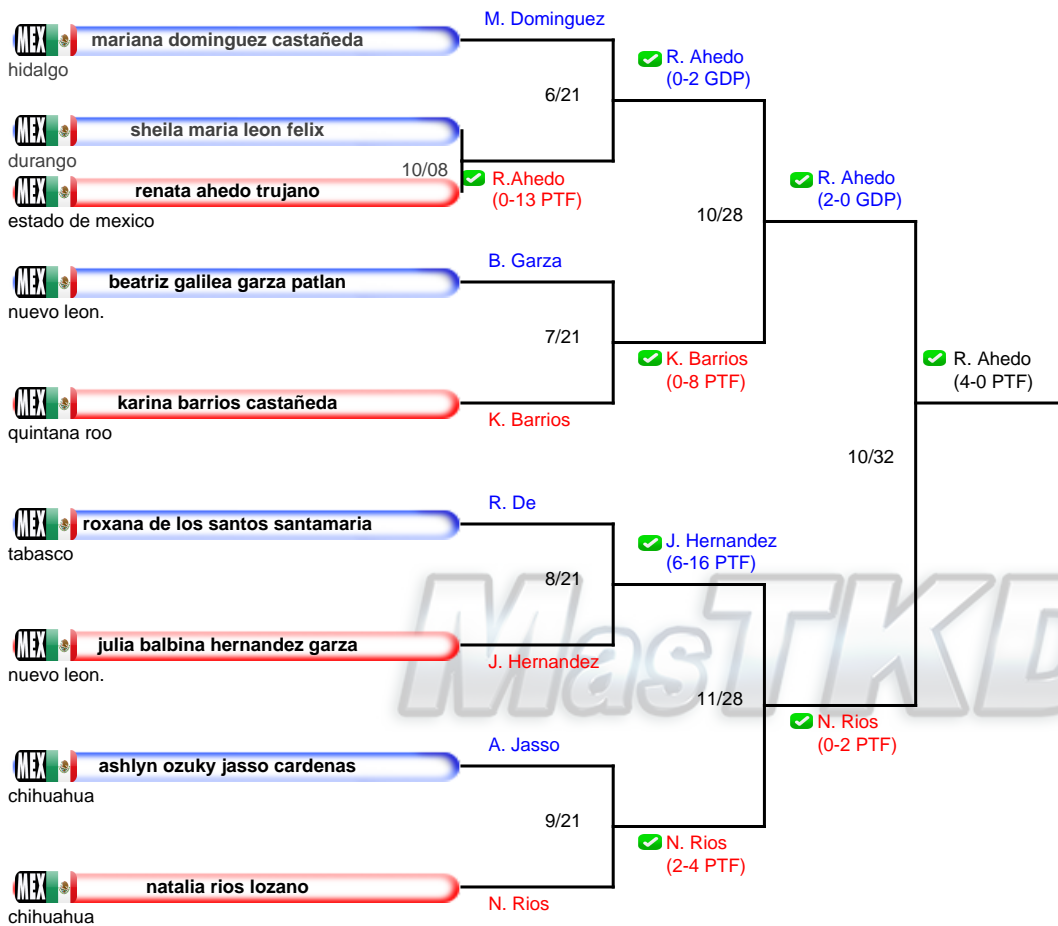 M. Dominguez
MEX mariana dominguez castañeda
hidalgo
R. Ahedo
(0-2 GDP)
6/21
MEX sheila maria leon felix
durango
10/08
R.Ahedo
(0-13 PTF)
MEX renata ahedo trujano
estado de mexico
R. Ahedo
(2-0 GDP)
10/28
B. Garza
MEX beatriz galilea garza patlan
nuevo leon.
7/21
K. Barrios
(0-8 PTF)
R. Ahedo
(4-0 PTF)
MEX karina barrios castañeda
K. Barrios
quintana roo
10/32
R. De
MEX roxana de los santos santamaria
tabasco
J. Hernandez
(6-16 PTF)
8/21
MEX julia balbina hernandez garza
J. Hernandez
nuevo leon.
MasTKD
11/28
N. Rios
(0-2 PTF)
A. Jasso
MEX ashlyn ozuky jasso cardenas
chihuahua
9/21
N. Rios
(2-4 PTF)
MEX natalia rios lozano
N. Rios
chihuahua